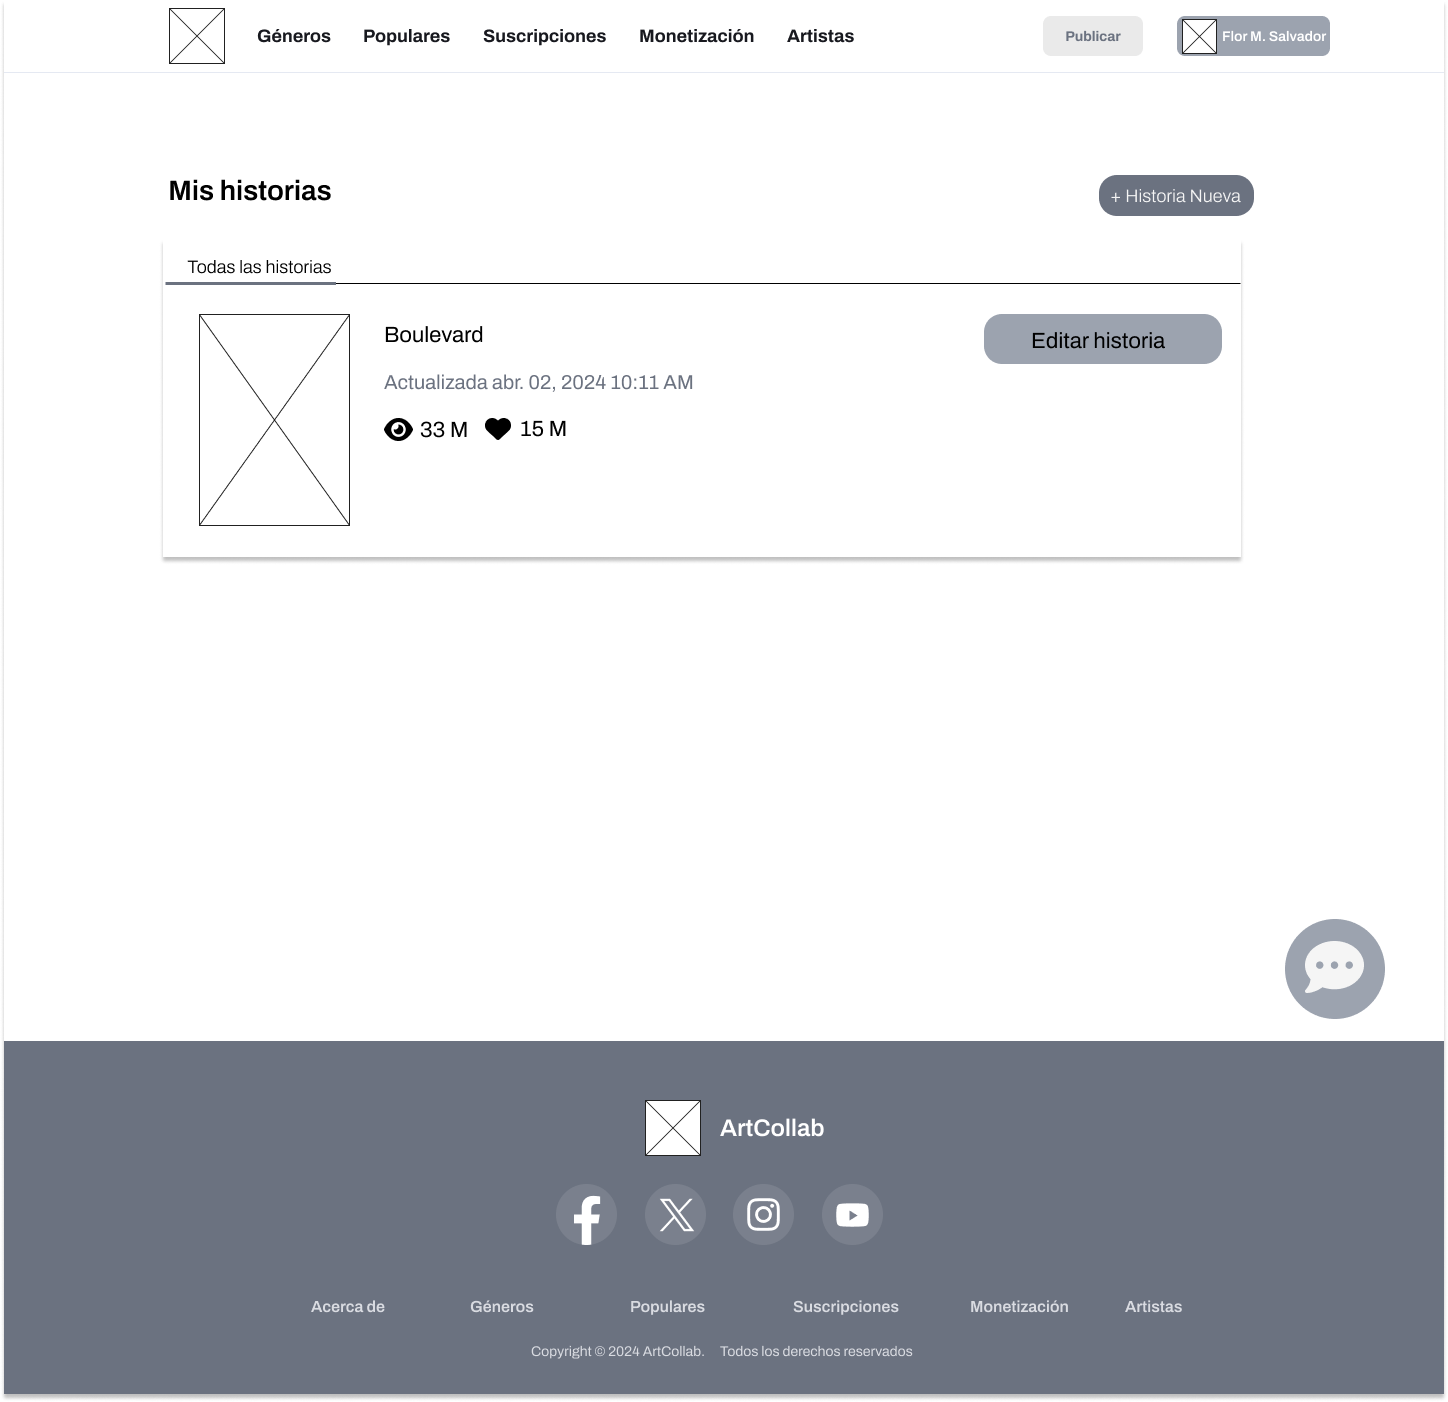 Géneros Populares Suscripciones Monetización Artistas Publicar Flor M. Salvador
Mis historias
+ Historia Nueva
Todas las historias
Boulevard
Editar historia
Actualizada abr. 02, 2024 10:11 AM
33 M 15 M
ArtCollab
Acerca de Géneros Populares Suscripciones Monetización Artistas
Copyright © 2024 ArtCollab. Todos los derechos reservados